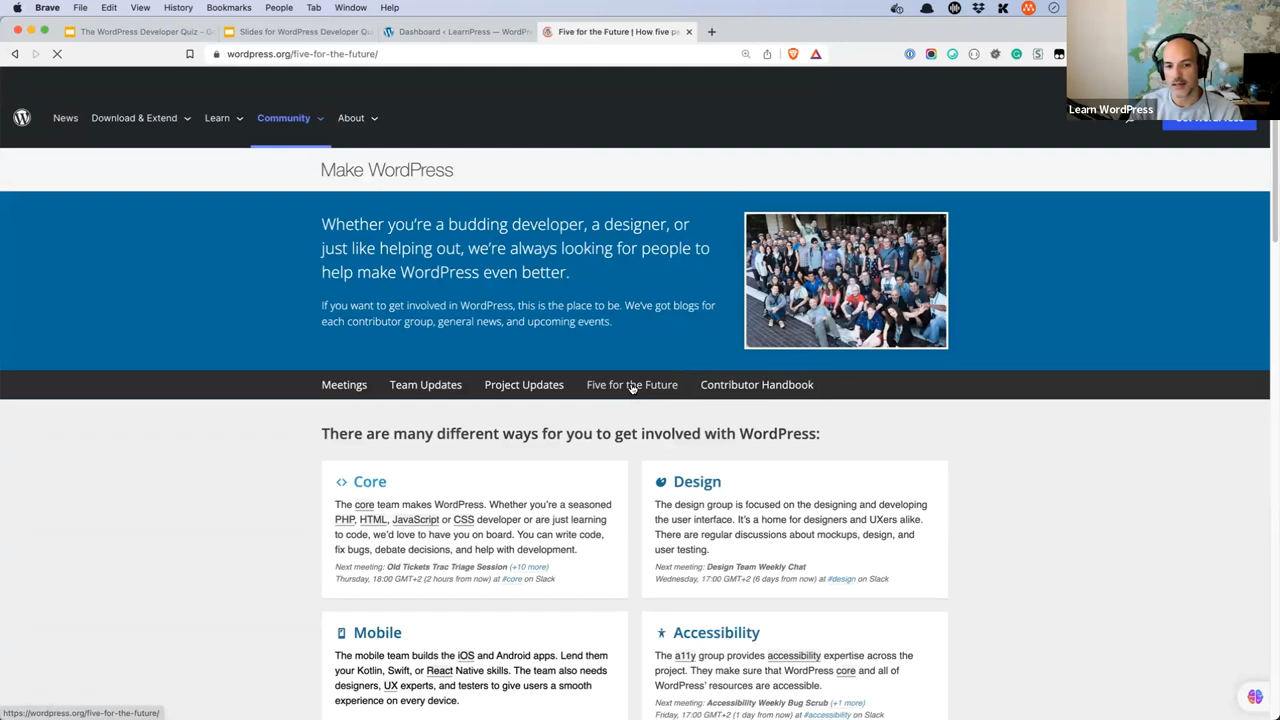 Brave File Edit View History Bookmarks People Tab Window Help
The WordPress Developer Quiz - G
Slides for WordPress Developer Qu
Dashboard ‹ LearnPress — WordPr
Five for the Future | How five pe
wordpress.org/five-for-the-future/
Learn WordPress
News Download & Extend Learn Community About
Make WordPress
Whether you're a budding developer, a designer, or
just like helping out, we're always looking for people to
help make WordPress even better.
If you want to get involved in WordPress, this is the place to be. We've got blogs for
each contributor group, general news, and upcoming events.
Meetings Team Updates Project Updates Five for the Future Contributor Handbook
There are many different ways for you to get involved with WordPress:
Core
The core team makes WordPress. Whether you're a seasoned
PHP, HTML, JavaScript or CSS developer or are just learning
to code, we'd love to have you on board. You can write code,
fix bugs, debate decisions, and help with development.
Next meeting: Old Tickets Trac Triage Session (+10 more)
Thursday, 18:00 GMT+2 (2 hours from now) at #core on Slack
Design
The design group is focused on the designing and developing
the user interface. It's a home for designers and UXers alike.
There are regular discussions about mockups, design, and
user testing.
Next meeting: Design Team Weekly Chat
Wednesday, 17:00 GMT+2 (6 days from now) at #design on Slack
Mobile
The mobile team builds the iOS and Android apps. Lend them
your Kotlin, Swift, or React Native skills. The team also needs
designers, UX experts, and testers to give users a smooth
experience on every device.
Accessibility
The a11y group provides accessibility expertise across the
project. They make sure that WordPress core and all of
WordPress' resources are accessible.
Next meeting: Accessibility Weekly Bug Scrub (+1 more)
Friday, 17:00 GMT+2 (1 day from now) at #accessibility on Slack
https://wordpress.org/five-for-the-future/